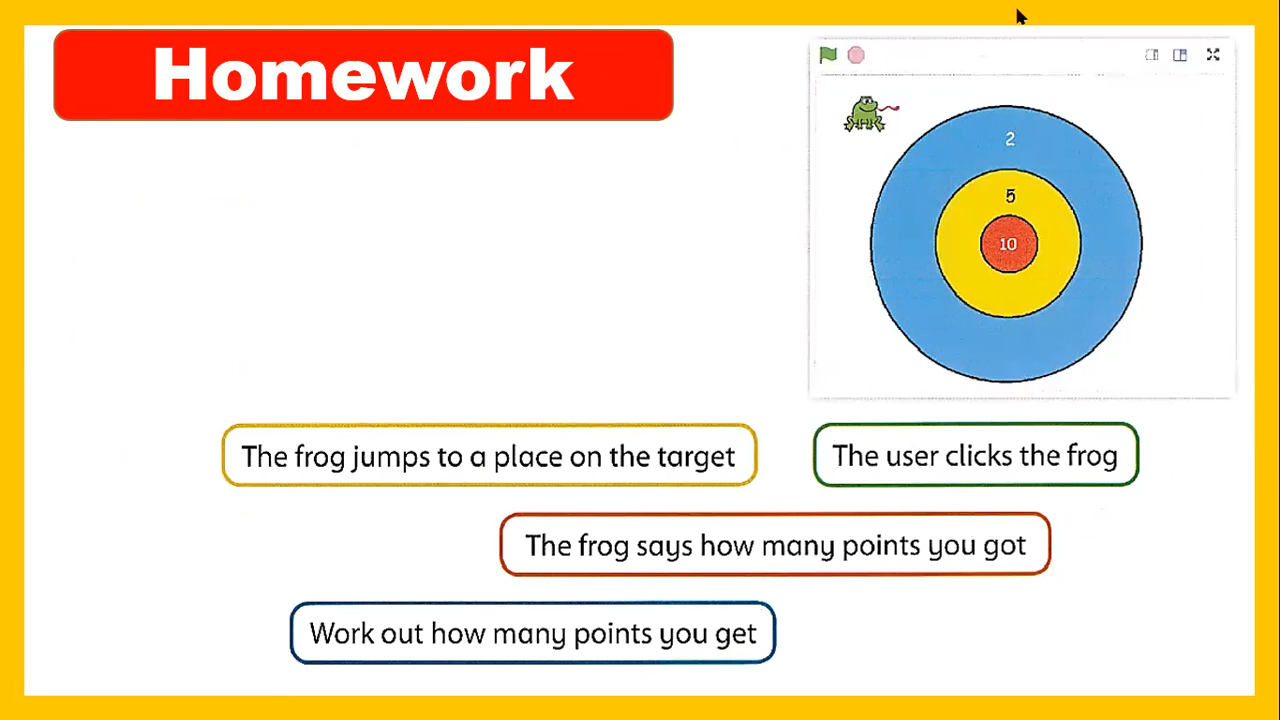 Homework
2
5
10
The frog jumps to a place on the target
The user clicks the frog
The frog says how many points you got
Work out how many points you get